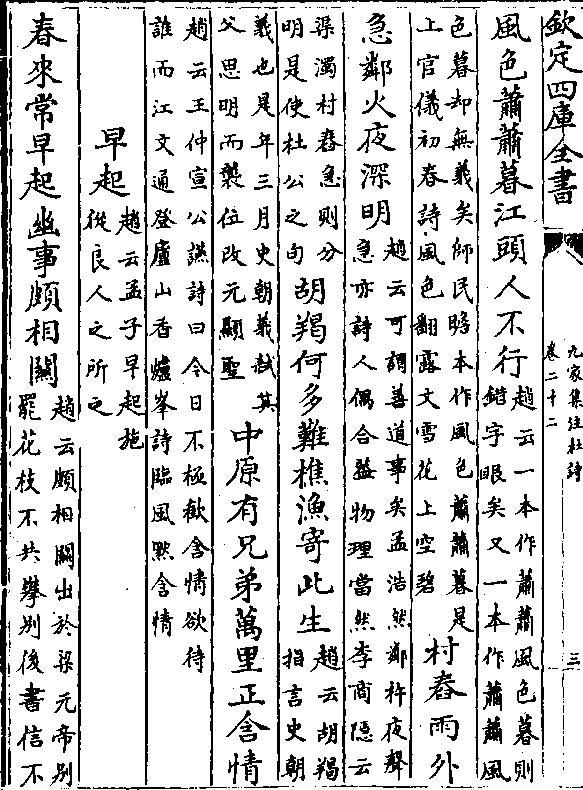 欽定四庫全書
九家集注杜詩
卷二十二
三
風色蕭蕭暮江頭人不行趙云一本作蕭蕭風色暮則
錯字眼矣又一本作蕭蕭風
色暮却無義矣師民瞻本作風色蕭蕭暮是
上官儀初春詩風色翻露文雪花上空碧
村舂雨外
急鄰火夜深明趙云可謂善道事矣孟浩然鄰杵夜聲
急亦詩人偶合益物理當然李商隱云
梁濁村舂急則分
明是使杜公之句
胡羯何多難樵漁寄此生趙云胡羯
指言史朝
義也是年三月史朝義弑其
父思明而襲位改元顯聖
中原有兄弟萬里正含情
趙云王仲宣公讌詩曰今日不極歡含情欲待
誰而江文通登廬山香爐峯詩臨風黙含情
早起趙云孟子早起施
從良人之所之
春來常早起幽事頗相關趙云頗相關出於梁元帝别
罷花枝不共攀别後書信不